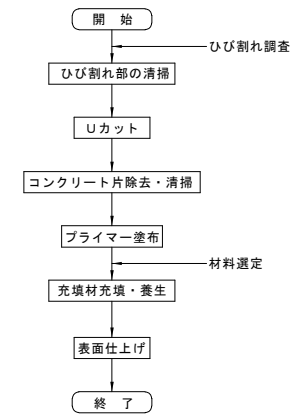 開　始
ひび割れ調査
ひび割れ部の清掃
Uカット
コンクリート片除去・清掃
プライマー塗布
材料選定
充填材充填・養生
表面仕上げ
終　了